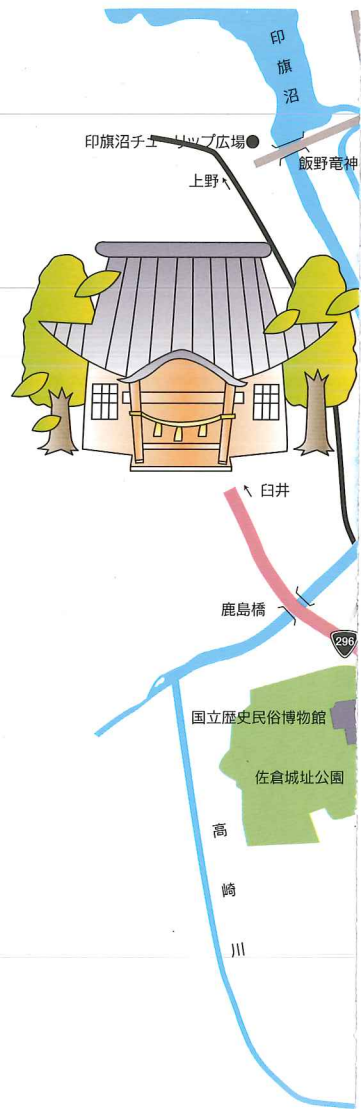 印旛沼
印旛沼チューリップ広場
飯野竜神
上野
臼井
鹿島橋
296
国立歴史民俗博物館
佐倉城址公園
高崎川